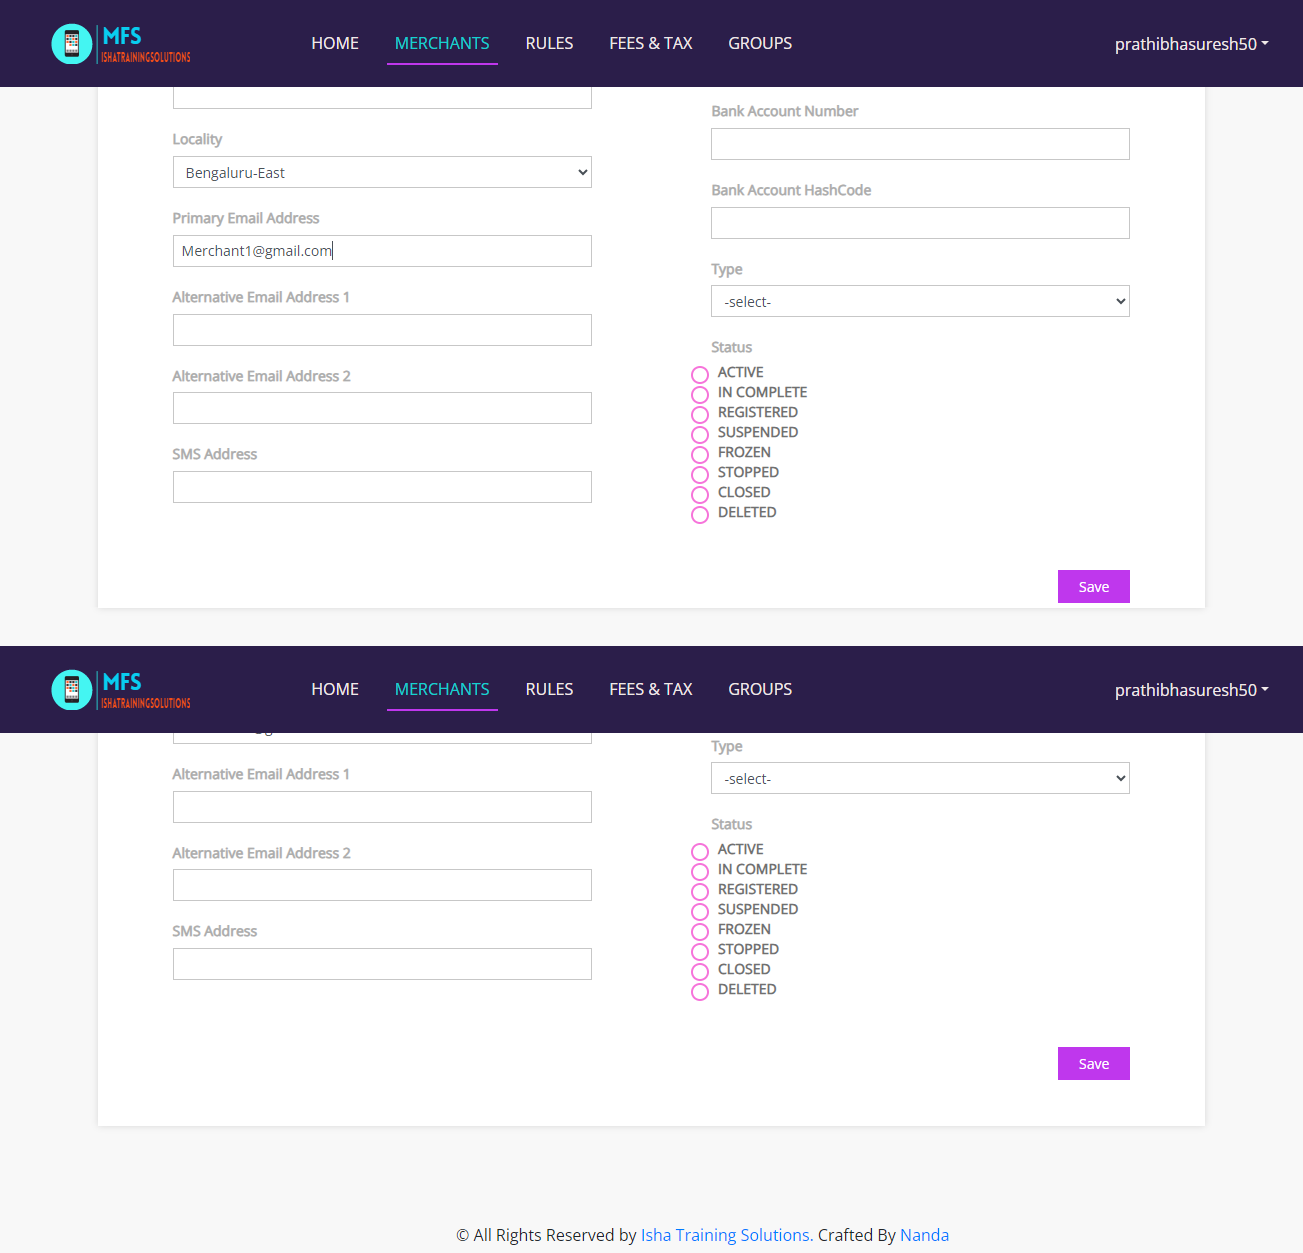 MFS
ISHATRAININGSOLUTIONS
HOME MERCHANTS RULES FEES & TAX GROUPS
prathibhasuresh50
Locality
Bengaluru-East
Primary Email Address
Merchant1@gmail.com
Alternative Email Address 1
Alternative Email Address 2
SMS Address
Bank Account Number
Bank Account HashCode
Type
-select-
Status
ACTIVE
IN COMPLETE
REGISTERED
SUSPENDED
FROZEN
STOPPED
CLOSED
DELETED
Save
MFS
ISHATRAININGSOLUTIONS
HOME MERCHANTS RULES FEES & TAX GROUPS
prathibhasuresh50
Alternative Email Address 1
Alternative Email Address 2
SMS Address
Type
-select-
Status
ACTIVE
IN COMPLETE
REGISTERED
SUSPENDED
FROZEN
STOPPED
CLOSED
DELETED
Save
© All Rights Reserved by Isha Training Solutions. Crafted By Nanda